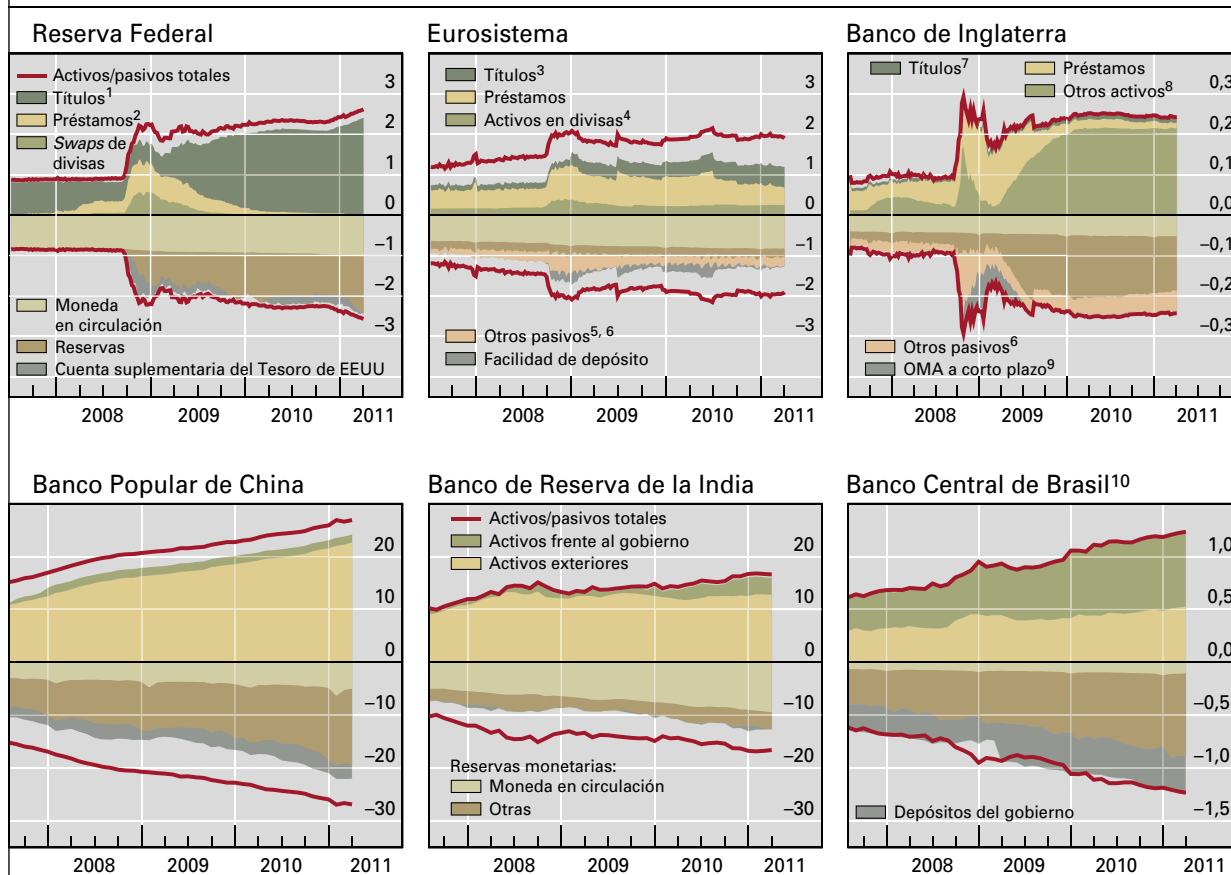 Reserva Federal
Activos/pasivos totales
Títulos1
Préstamos2
Swaps de
divisas
3
2
1
0
–1
–2
–3
Moneda
en circulación
Reservas
Cuenta suplementaria del Tesoro de EEUU
2008 2009 2010 2011
Eurosistema
Títulos3
Préstamos
Activos en divisas4
3
2
1
0
–1
–2
–3
Otros pasivos5, 6
Facilidad de depósito
2008 2009 2010 2011
Banco de Inglaterra
Títulos7
Préstamos
Otros activos8
0,3
0,2
0,1
0,0
–0,1
–0,2
–0,3
Otros pasivos6
OMA a corto plazo9
2008 2009 2010 2011
Banco Popular de China
20
10
0
–10
–20
–30
2008 2009 2010 2011
Banco de Reserva de la India
Activos/pasivos totales
Activos frente al gobierno
Activos exteriores
20
10
0
–10
–20
–30
Reservas monetarias:
Moneda en circulación
Otras
2008 2009 2010 2011
Banco Central de Brasil10
1,0
0,5
0,0
–0,5
–1,0
–1,5
Depósitos del gobierno
2008 2009 2010 2011